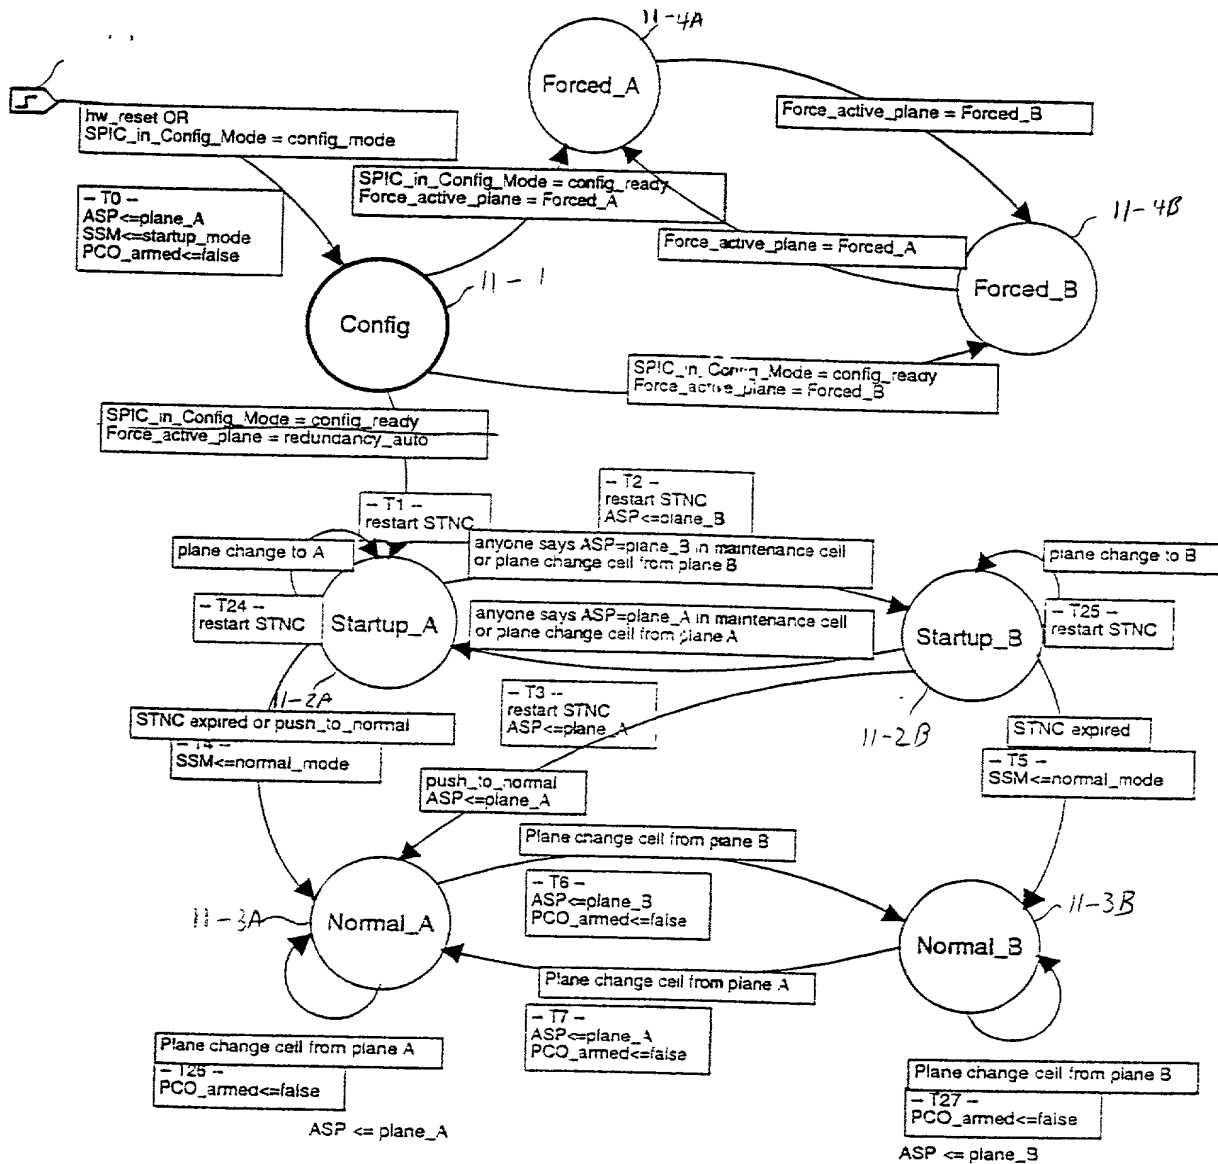 11-4A
Forced_A
hw_reset OR
SPIC_in_Config_Mode = config_mode
Force_active_plane = Forced_B
SPIC_in_Config_Mode = config_ready
Force_active_plane = Forced_A
-- T0 --
ASP<=plane_A
SSM<=startup_mode
PCO_armed<=false
11-4B
Force_active_plane = Forced_A
11-1
Forced_B
Config
SPIC_in_Config_Mode = config_ready
Force_active_plane = Forced_B
SPIC_in_Config_Mode = config_ready
Force_active_plane = redundancy_auto
-- T1 --
restart STNC
-- T2 --
restart STNC
ASP<=plane_B
plane change to A
anyone says ASP=plane_B in maintenance cell
or plane change cell from plane B
plane change to B
-- T24 --
restart STNC
Startup_A
anyone says ASP=plane_A in maintenance cell
or plane change cell from plane A
Startup_B
-- T25 --
restart STNC
11-2A
-- T3 --
restart STNC
ASP<=plane_A
11-2B
STNC expired or push_to_normal
-- T4 --
SSM<=normal_mode
STNC expired
-- T5 --
SSM<=normal_mode
push_to_normal
ASP<=plane_A
Plane change cell from plane B
-- T6 --
ASP<=plane_B
PCO_armed<=false
11-3A
Normal_A
11-3B
Normal_B
Plane change cell from plane A
-- T7 --
ASP<=plane_A
PCO_armed<=false
Plane change cell from plane A
-- T26 --
PCO_armed<=false
ASP <= plane_A
Plane change cell from plane B
-- T27 --
PCO_armed<=false
ASP <= plane_B